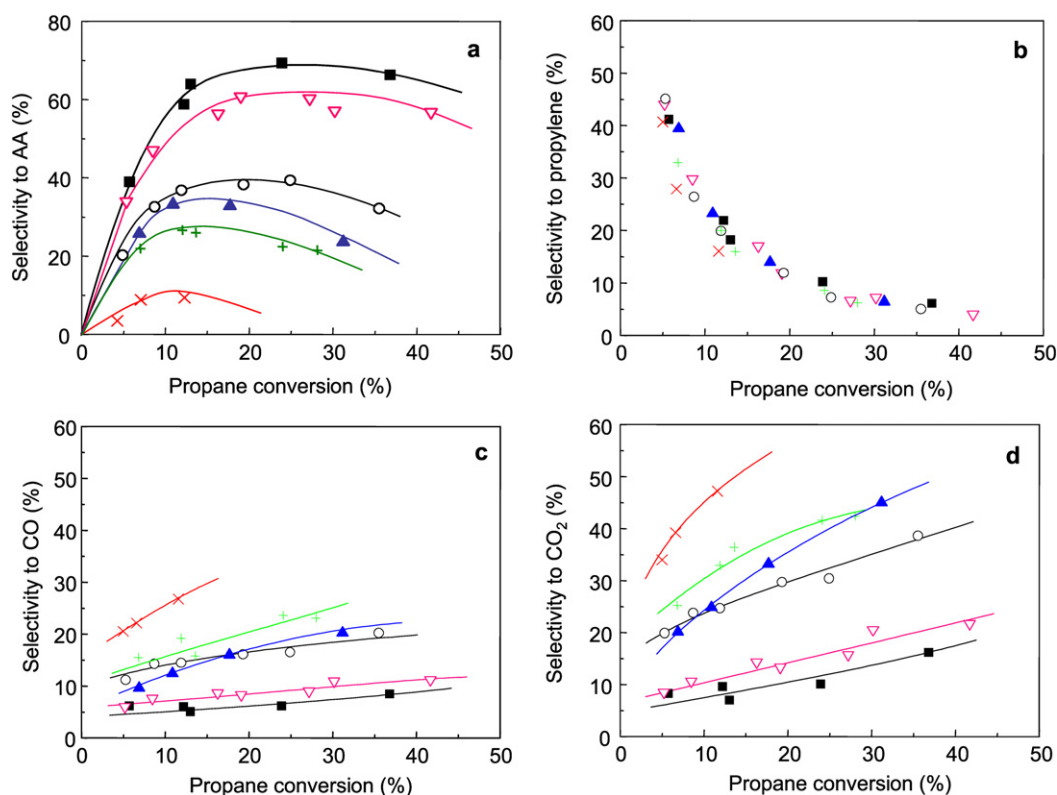 a
Selectivity to AA (%)
80
60
40
20
0
0 10 20 30 40 50
Propane conversion (%)
b
Selectivity to propylene (%)
60
50
40
30
20
10
0
0 10 20 30 40 50
Propane conversion (%)
c
Selectivity to CO (%)
60
50
40
30
20
10
0
0 10 20 30 40 50
Propane conversion (%)
d
Selectivity to CO₂ (%)
60
50
40
30
20
10
0
0 10 20 30 40 50
Propane conversion (%)